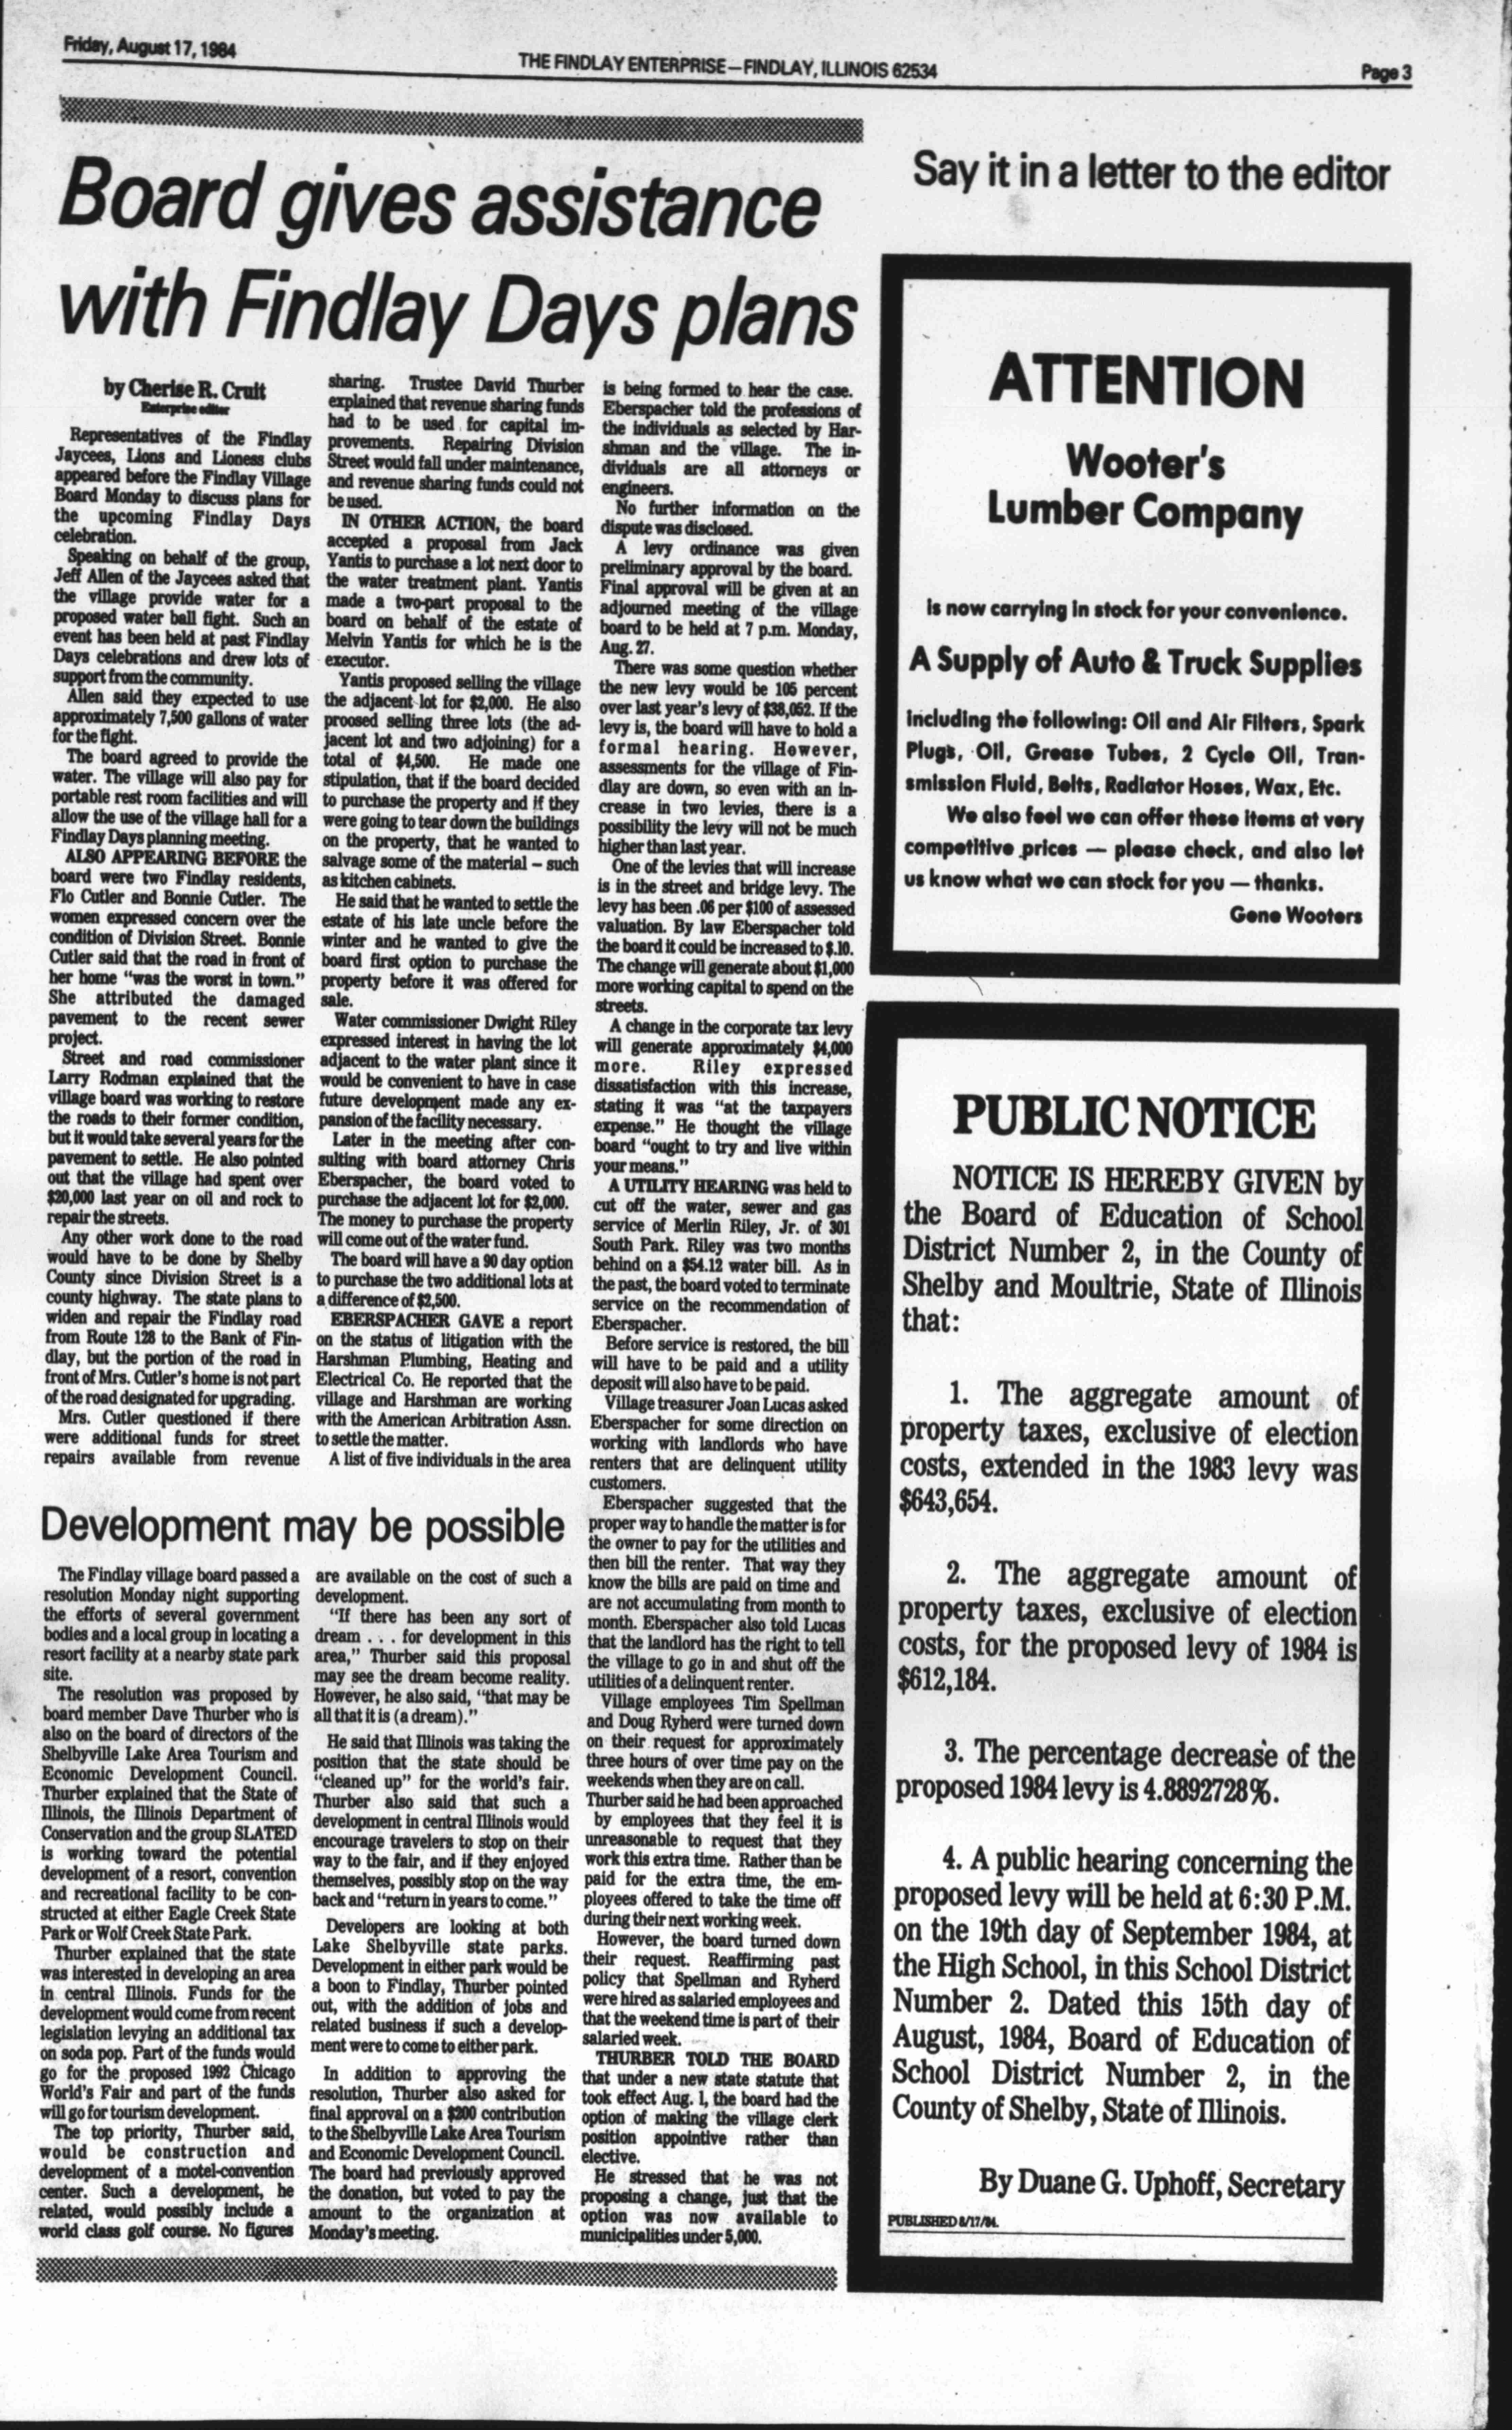 Friday, August 17, 1984
THE FINDLAY ENTERPRISE—FINDLAY, ILLINOIS 62534
Page 3
Board gives assistance
with Findlay Days plans
by Cherise R. Cruit
Enterprise editor
Representatives of the Findlay
Jaycees, Lions and Lioness clubs
appeared before the Findlay Village
Board Monday to discuss plans for
the upcoming Findlay Days
celebration.
Speaking on behalf of the group,
Jeff Allen of the Jaycees asked that
the village provide water for a
proposed water ball fight. Such an
event has been held at past Findlay
Days celebrations and drew lots of
support from the community.
Allen said they expected to use
approximately 7,500 gallons of water
for the fight.
The board agreed to provide the
water. The village will also pay for
portable rest room facilities and will
allow the use of the village hall for a
Findlay Days planning meeting.
ALSO APPEARING BEFORE the
board were two Findlay residents,
Flo Cutler and Bonnie Cutler. The
women expressed concern over the
condition of Division Street. Bonnie
Cutler said that the road in front of
her home "was the worst in town."
She attributed the damaged
pavement to the recent sewer
project.
Street and road commissioner
Larry Rodman explained that the
village board was working to restore
the roads to their former condition,
but it would take several years for the
pavement to settle. He also pointed
out that the village had spent over
$20,000 last year on oil and rock to
repair the streets.
Any other work done to the road
would have to be done by Shelby
County since Division Street is a
county highway. The state plans to
widen and repair the Findlay road
from Route 128 to the Bank of Fin-
dlay, but the portion of the road in
front of Mrs. Cutler's home is not part
of the road designated for upgrading.
Mrs. Cutler questioned if there
were additional funds for street
repairs available from revenue
sharing. Trustee David Thurber
explained that revenue sharing funds
had to be used for capital im-
provements. Repairing Division
Street would fall under maintenance,
and revenue sharing funds could not
be used.
IN OTHER ACTION, the board
accepted a proposal from Jack
Yantis to purchase a lot next door to
the water treatment plant. Yantis
made a two-part proposal to the
board on behalf of the estate of
Melvin Yantis for which he is the
executor.
Yantis proposed selling the village
the adjacent lot for $2,000. He also
proosed selling three lots (the ad-
jacent lot and two adjoining) for a
total of $4,500. He made one
stipulation, that if the board decided
to purchase the property and if they
were going to tear down the buildings
on the property, that he wanted to
salvage some of the material – such
as kitchen cabinets.
He said that he wanted to settle the
estate of his late uncle before the
winter and he wanted to give the
board first option to purchase the
property before it was offered for
sale.
Water commissioner Dwight Riley
expressed interest in having the lot
adjacent to the water plant since it
would be convenient to have in case
future development made any ex-
pansion of the facility necessary.
Later in the meeting after con-
sulting with board attorney Chris
Eberspacher, the board voted to
purchase the adjacent lot for $2,000.
The money to purchase the property
will come out of the water fund.
The board will have a 90 day option
to purchase the two additional lots at
a difference of $2,500.
EBERSPACHER GAVE a report
on the status of litigation with the
Harshman Plumbing, Heating and
Electrical Co. He reported that the
village and Harshman are working
with the American Arbitration Assn.
to settle the matter.
A list of five individuals in the area
is being formed to hear the case.
Eberspacher told the professions of
the individuals as selected by Har-
shman and the village. The in-
dividuals are all attorneys or
engineers.
No further information on the
dispute was disclosed.
A levy ordinance was given
preliminary approval by the board.
Final approval will be given at an
adjourned meeting of the village
board to be held at 7 p.m. Monday,
Aug. 27.
There was some question whether
the new levy would be 105 percent
over last year's levy of $38,052. If the
levy is, the board will have to hold a
formal hearing. However,
assessments for the village of Fin-
dlay are down, so even with an in-
crease in two levies, there is a
possibility the levy will not be much
higher than last year.
One of the levies that will increase
is in the street and bridge levy. The
levy has been .06 per $100 of assessed
valuation. By law Eberspacher told
the board it could be increased to $.10.
The change will generate about $1,000
more working capital to spend on the
streets.
A change in the corporate tax levy
will generate approximately $4,000
more. Riley expressed
dissatisfaction with this increase,
stating it was "at the taxpayers
expense." He thought the village
board "ought to try and live within
your means."
A UTILITY HEARING was held to
cut off the water, sewer and gas
service of Merlin Riley, Jr. of 301
South Park. Riley was two months
behind on a $54.12 water bill. As in
the past, the board voted to terminate
service on the recommendation of
Eberspacher.
Before service is restored, the bill
will have to be paid and a utility
deposit will also have to be paid.
Village treasurer Joan Lucas asked
Eberspacher for some direction on
working with landlords who have
renters that are delinquent utility
customers.
Eberspacher suggested that the
proper way to handle the matter is for
the owner to pay for the utilities and
then bill the renter. That way they
know the bills are paid on time and
are not accumulating from month to
month. Eberspacher also told Lucas
that the landlord has the right to tell
the village to go in and shut off the
utilities of a delinquent renter.
Village employees Tim Spellman
and Doug Ryherd were turned down
on their request for approximately
three hours of over time pay on the
weekends when they are on call.
Thurber said he had been approached
by employees that they feel it is
unreasonable to request that they
work this extra time. Rather than be
paid for the extra time, the em-
ployees offered to take the time off
during their next working week.
However, the board turned down
their request. Reaffirming past
policy that Spellman and Ryherd
were hired as salaried employees and
that the weekend time is part of their
salaried week.
THURBER TOLD THE BOARD
that under a new state statute that
took effect Aug. 1, the board had the
option of making the village clerk
position appointive rather than
elective.
He stressed that he was not
proposing a change, just that the
option was now available to
municipalities under 5,000.
Development may be possible
The Findlay village board passed a
resolution Monday night supporting
the efforts of several government
bodies and a local group in locating a
resort facility at a nearby state park
site.
The resolution was proposed by
board member Dave Thurber who is
also on the board of directors of the
Shelbyville Lake Area Tourism and
Economic Development Council.
Thurber explained that the State of
Illinois, the Illinois Department of
Conservation and the group SLATED
is working toward the potential
development of a resort, convention
and recreational facility to be con-
structed at either Eagle Creek State
Park or Wolf Creek State Park.
Thurber explained that the state
was interested in developing an area
in central Illinois. Funds for the
development would come from recent
legislation levying an additional tax
on soda pop. Part of the funds would
go for the proposed 1992 Chicago
World's Fair and part of the funds
will go for tourism development.
The top priority, Thurber said,
would be construction and
development of a motel-convention
center. Such a development, he
related, would possibly include a
world class golf course. No figures
are available on the cost of such a
development.
"If there has been any sort of
dream . . . for development in this
area," Thurber said this proposal
may see the dream become reality.
However, he also said, "that may be
all that it is (a dream)."
He said that Illinois was taking the
position that the state should be
"cleaned up" for the world's fair.
Thurber also said that such a
development in central Illinois would
encourage travelers to stop on their
way to the fair, and if they enjoyed
themselves, possibly stop on the way
back and "return in years to come."
Developers are looking at both
Lake Shelbyville state parks.
Development in either park would be
a boon to Findlay, Thurber pointed
out, with the addition of jobs and
related business if such a develop-
ment were to come to either park.
In addition to approving the
resolution, Thurber also asked for
final approval on a $200 contribution
to the Shelbyville Lake Area Tourism
and Economic Development Council.
The board had previously approved
the donation, but voted to pay the
amount to the organization at
Monday's meeting.
Say it in a letter to the editor
ATTENTION
Wooter's
Lumber Company
is now carrying in stock for your convenience.
A Supply of Auto & Truck Supplies
including the following: Oil and Air Filters, Spark
Plugs, Oil, Grease Tubes, 2 Cycle Oil, Tran-
smission Fluid, Belts, Radiator Hoses, Wax, Etc.
We also feel we can offer these items at very
competitive prices — please check, and also let
us know what we can stock for you — thanks.
Gene Wooters
PUBLIC NOTICE
NOTICE IS HEREBY GIVEN by
the Board of Education of School
District Number 2, in the County of
Shelby and Moultrie, State of Illinois
that:
1. The aggregate amount of
property taxes, exclusive of election
costs, extended in the 1983 levy was
$643,654.
2. The aggregate amount of
property taxes, exclusive of election
costs, for the proposed levy of 1984 is
$612,184.
3. The percentage decrease of the
proposed 1984 levy is 4.8892728%.
4. A public hearing concerning the
proposed levy will be held at 6:30 P.M.
on the 19th day of September 1984, at
the High School, in this School District
Number 2. Dated this 15th day of
August, 1984, Board of Education of
School District Number 2, in the
County of Shelby, State of Illinois.
By Duane G. Uphoff, Secretary
PUBLISHED 8/17/84.